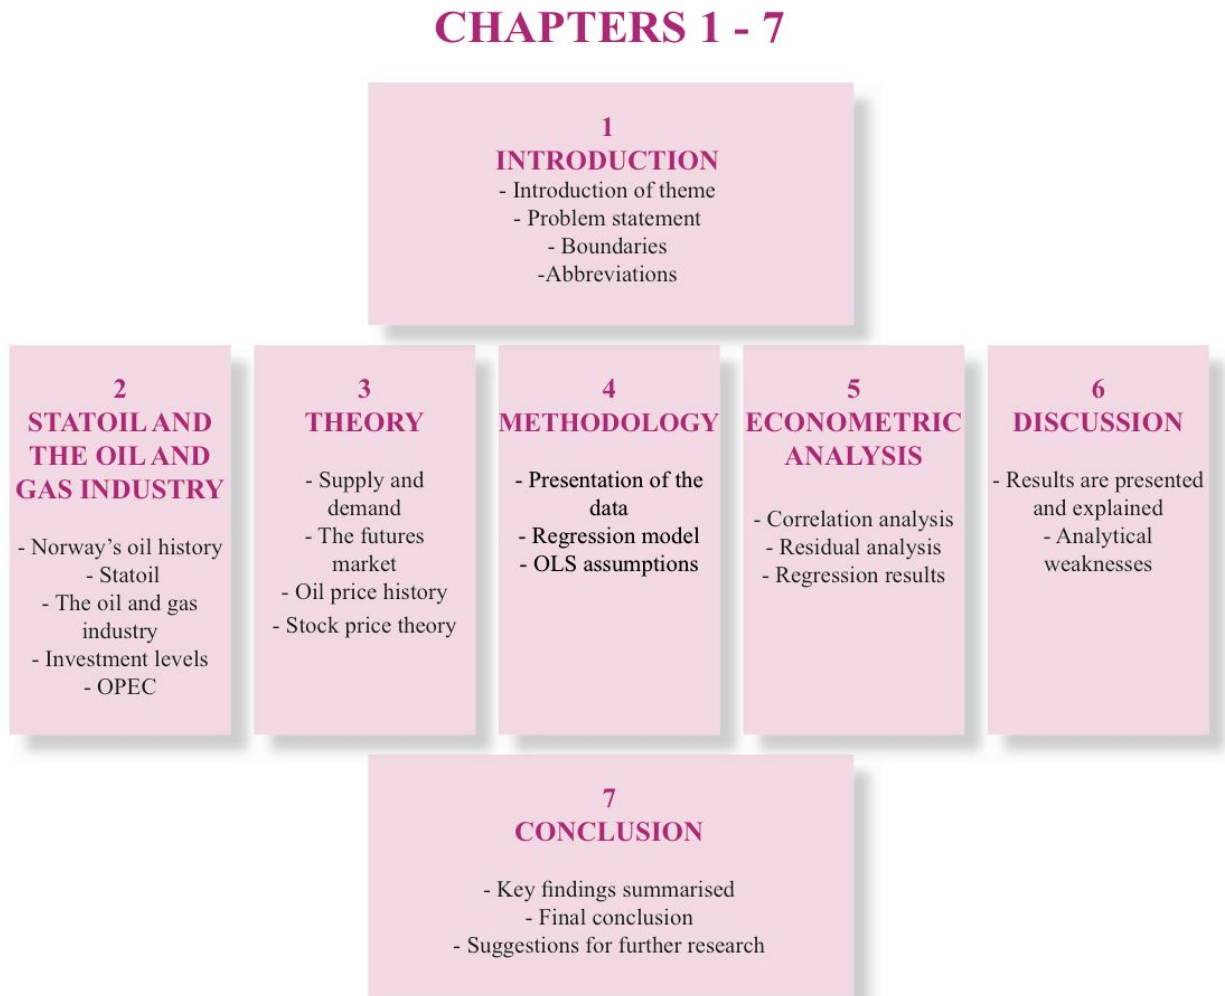 CHAPTERS 1 - 7
1
INTRODUCTION
- Introduction of theme
- Problem statement
- Boundaries
-Abbreviations
2
STATOIL AND
THE OIL AND
GAS INDUSTRY
- Norway’s oil history
- Statoil
- The oil and gas
industry
- Investment levels
- OPEC
3
THEORY
- Supply and
demand
- The futures
market
- Oil price history
- Stock price theory
4
METHODOLOGY
- Presentation of the
data
- Regression model
- OLS assumptions
5
ECONOMETRIC
ANALYSIS
- Correlation analysis
- Residual analysis
- Regression results
6
DISCUSSION
- Results are presented
and explained
- Analytical
weaknesses
7
CONCLUSION
- Key findings summarised
- Final conclusion
- Suggestions for further research